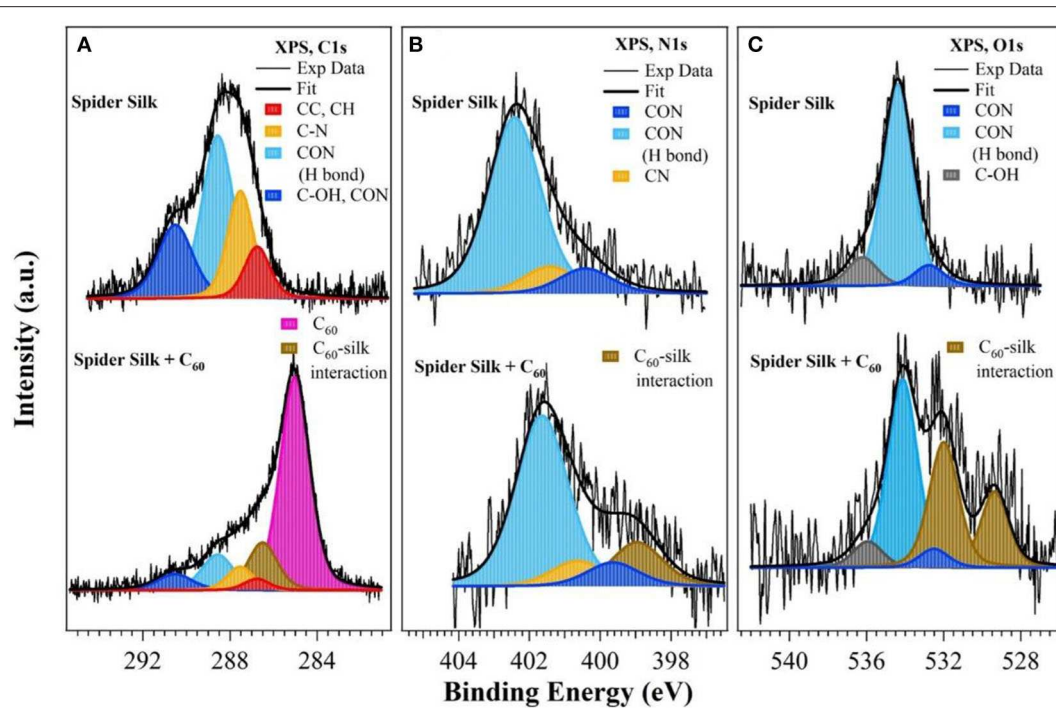 A
XPS, C1s
Exp Data
Fit
Spider Silk
CC, CH
C-N
CON
(H bond)
C-OH, CON
C60
C60-silk
interaction
Spider Silk + C60
292
288
284
B
XPS, N1s
Exp Data
Fit
Spider Silk
CON
CON
(H bond)
CN
C60-silk
interaction
Spider Silk + C60
404
402
400
398
C
XPS, O1s
Exp Data
Fit
Spider Silk
CON
CON
(H bond)
C-OH
C60-silk
interaction
Spider Silk + C60
540
536
532
528
Intensity (a.u.)
Binding Energy (eV)